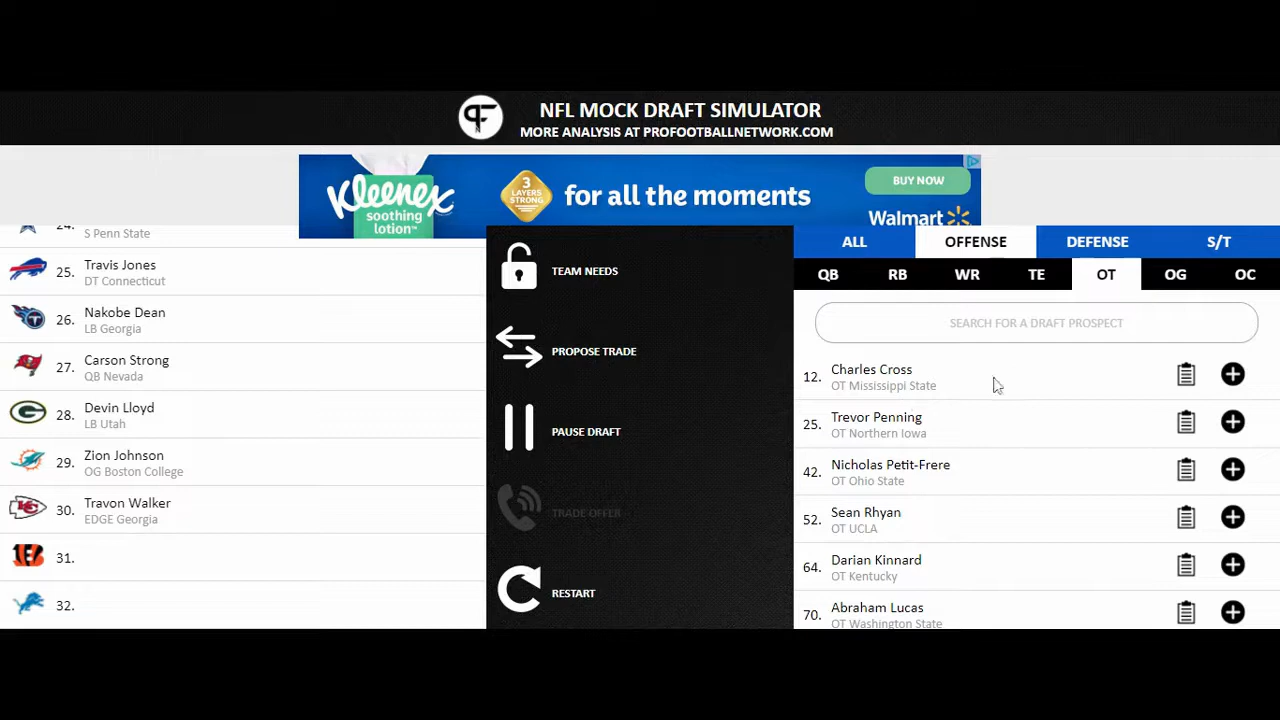 NFL MOCK DRAFT SIMULATOR
MORE ANALYSIS AT PROFOOTBALLNETWORK.COM
Kleenex
soothing
lotion™
3
LAYERS
STRONG
for all the moments
BUY NOW
Walmart
24.
S Penn State
25.
Travis Jones
DT Connecticut
26.
Nakobe Dean
LB Georgia
27.
Carson Strong
QB Nevada
28.
Devin Lloyd
LB Utah
29.
Zion Johnson
OG Boston College
30.
Travon Walker
EDGE Georgia
31.
32.
TEAM NEEDS
PROPOSE TRADE
PAUSE DRAFT
TRADE OFFER
RESTART
ALL OFFENSE DEFENSE S/T
QB RB WR TE OT OG OC
SEARCH FOR A DRAFT PROSPECT
12.
Charles Cross
OT Mississippi State
25.
Trevor Penning
OT Northern Iowa
42.
Nicholas Petit-Frere
OT Ohio State
52.
Sean Rhyan
OT UCLA
64.
Darian Kinnard
OT Kentucky
70.
Abraham Lucas
OT Washington State